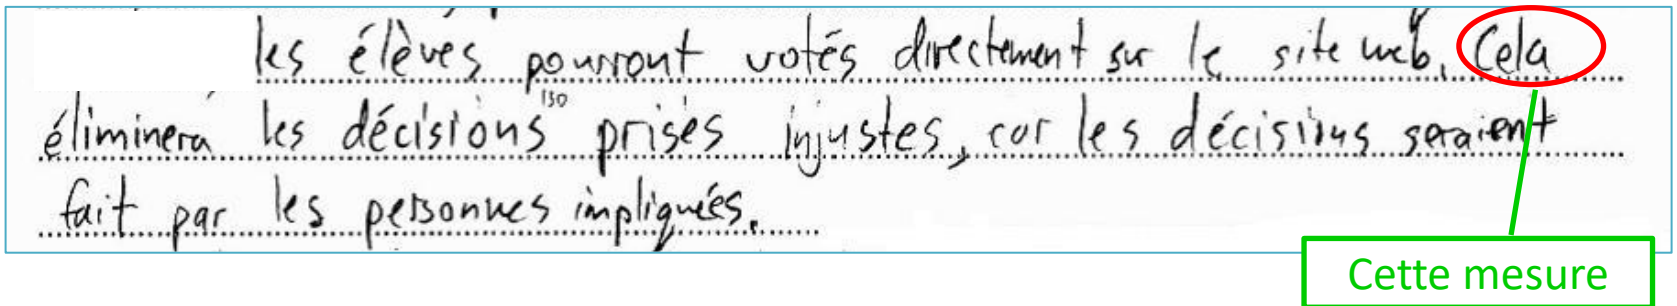 les élèves pourront votés directement sur le site web. Cela
130
éliminera les décisions prises injustes, car les décisions seraient
fait par les personnes impliquées.
Cette mesure